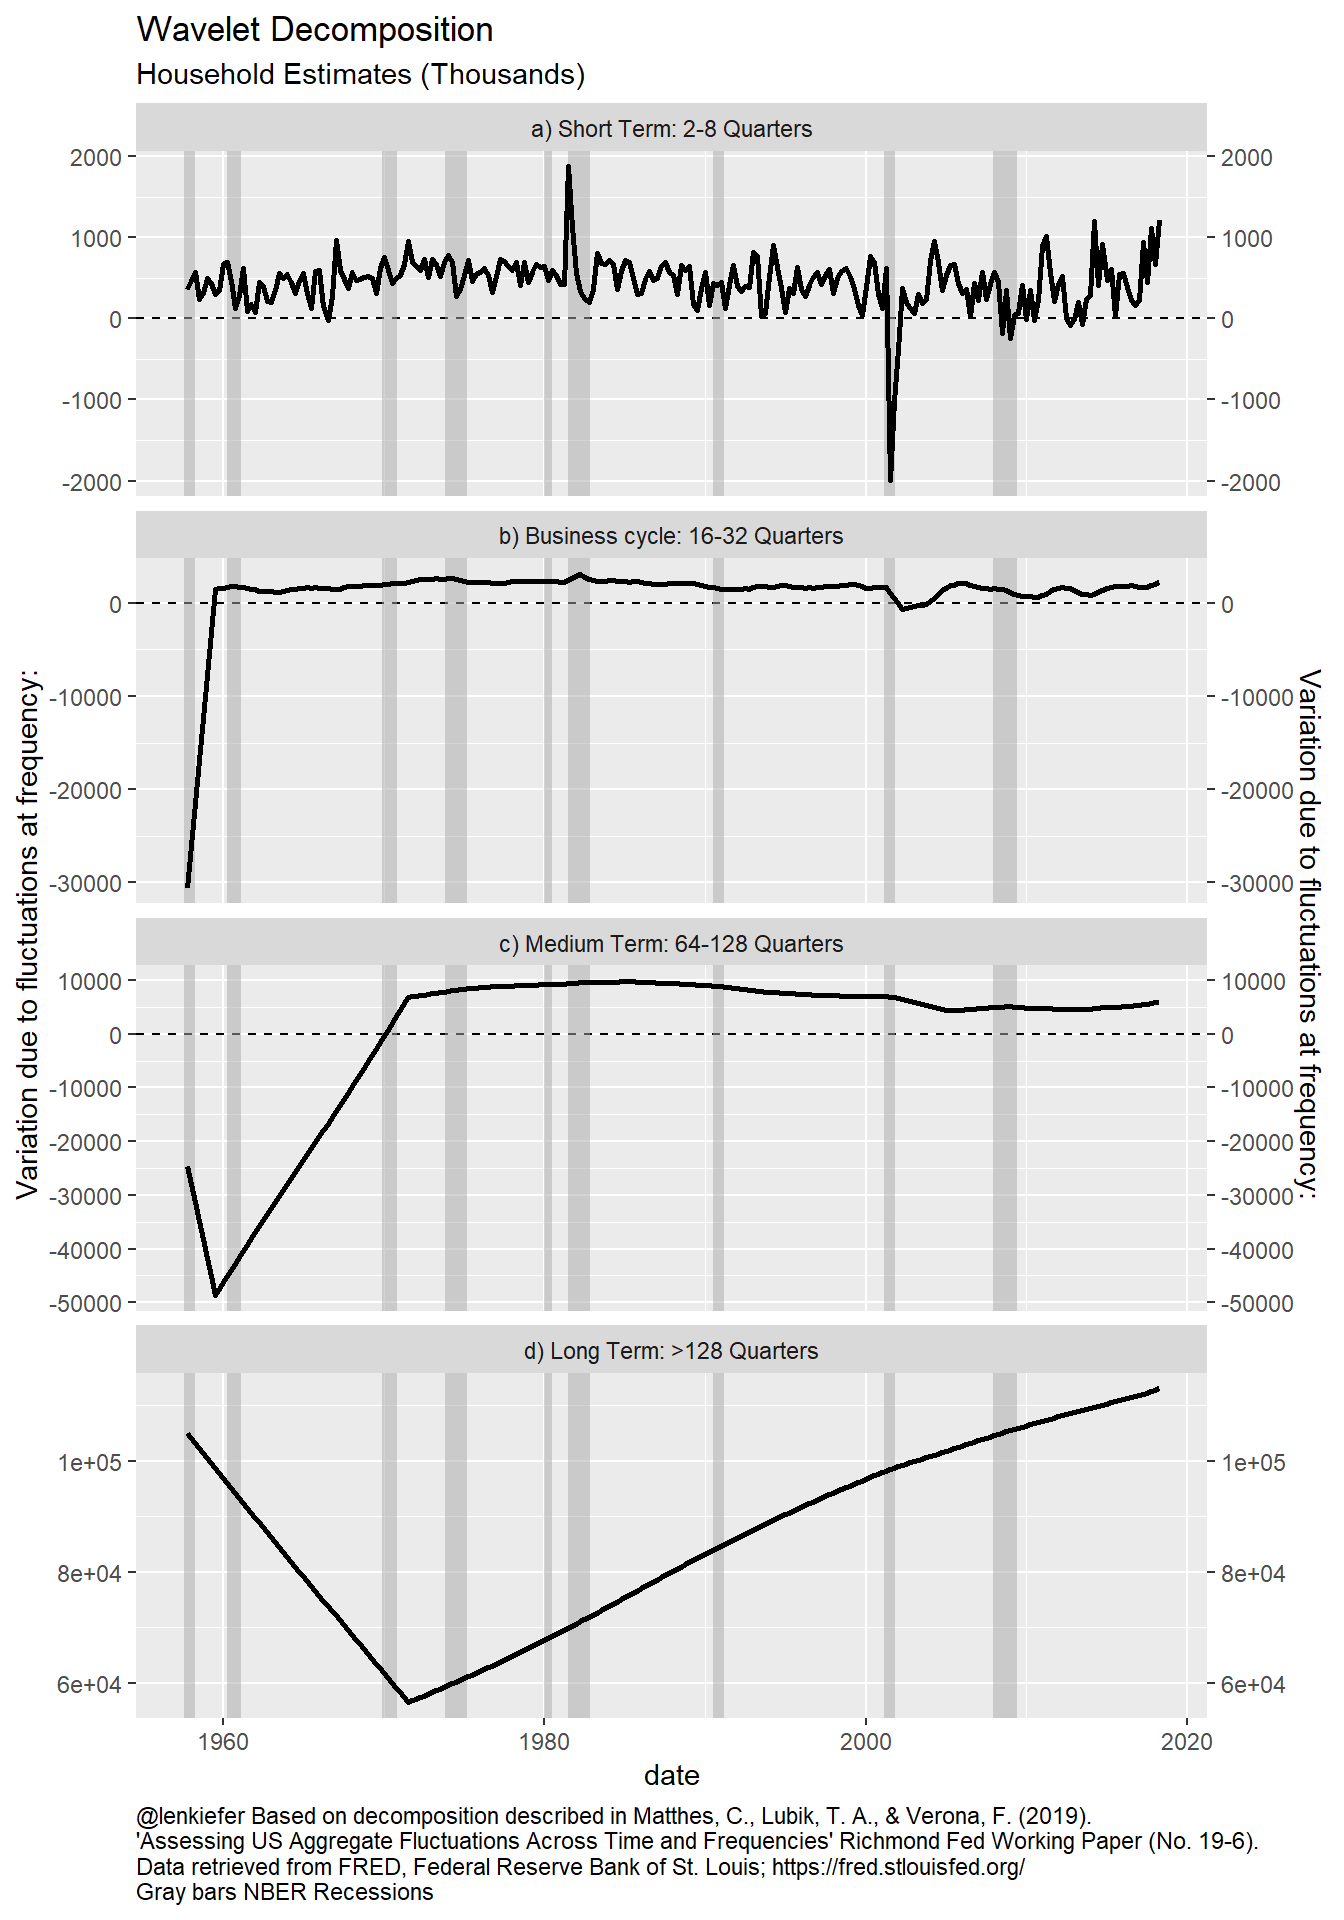 Wavelet Decomposition
Household Estimates (Thousands)
a) Short Term: 2-8 Quarters
2000 2000
1000 1000
0 0
-1000 -1000
-2000 -2000
b) Business cycle: 16-32 Quarters
0 0
-10000 -10000
-20000 -20000
-30000 -30000
Variation due to fluctuations at frequency:
Variation due to fluctuations at frequency:
c) Medium Term: 64-128 Quarters
10000 10000
0 0
-10000 -10000
-20000 -20000
-30000 -30000
-40000 -40000
-50000 -50000
d) Long Term: >128 Quarters
1e+05 1e+05
8e+04 8e+04
6e+04 6e+04
1960 1980 2000 2020
date
@lenkiefer Based on decomposition described in Matthes, C., Lubik, T. A., & Verona, F. (2019).
'Assessing US Aggregate Fluctuations Across Time and Frequencies' Richmond Fed Working Paper (No. 19-6).
Data retrieved from FRED, Federal Reserve Bank of St. Louis; https://fred.stlouisfed.org/
Gray bars NBER Recessions